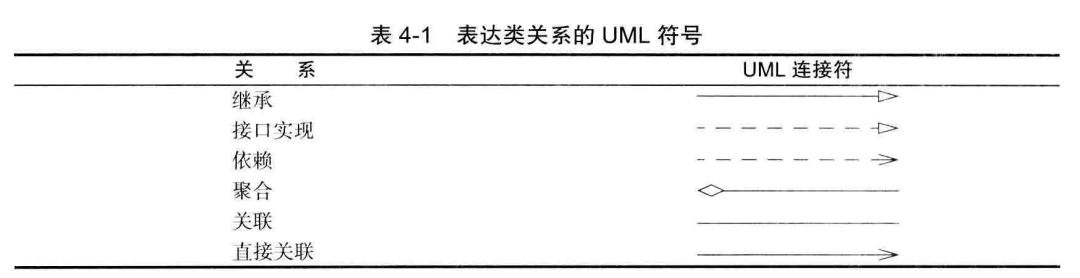 表 4-1 表达类关系的 UML 符号
关 系 UML 连接符
继承
接口实现
依赖
聚合
关联
直接关联